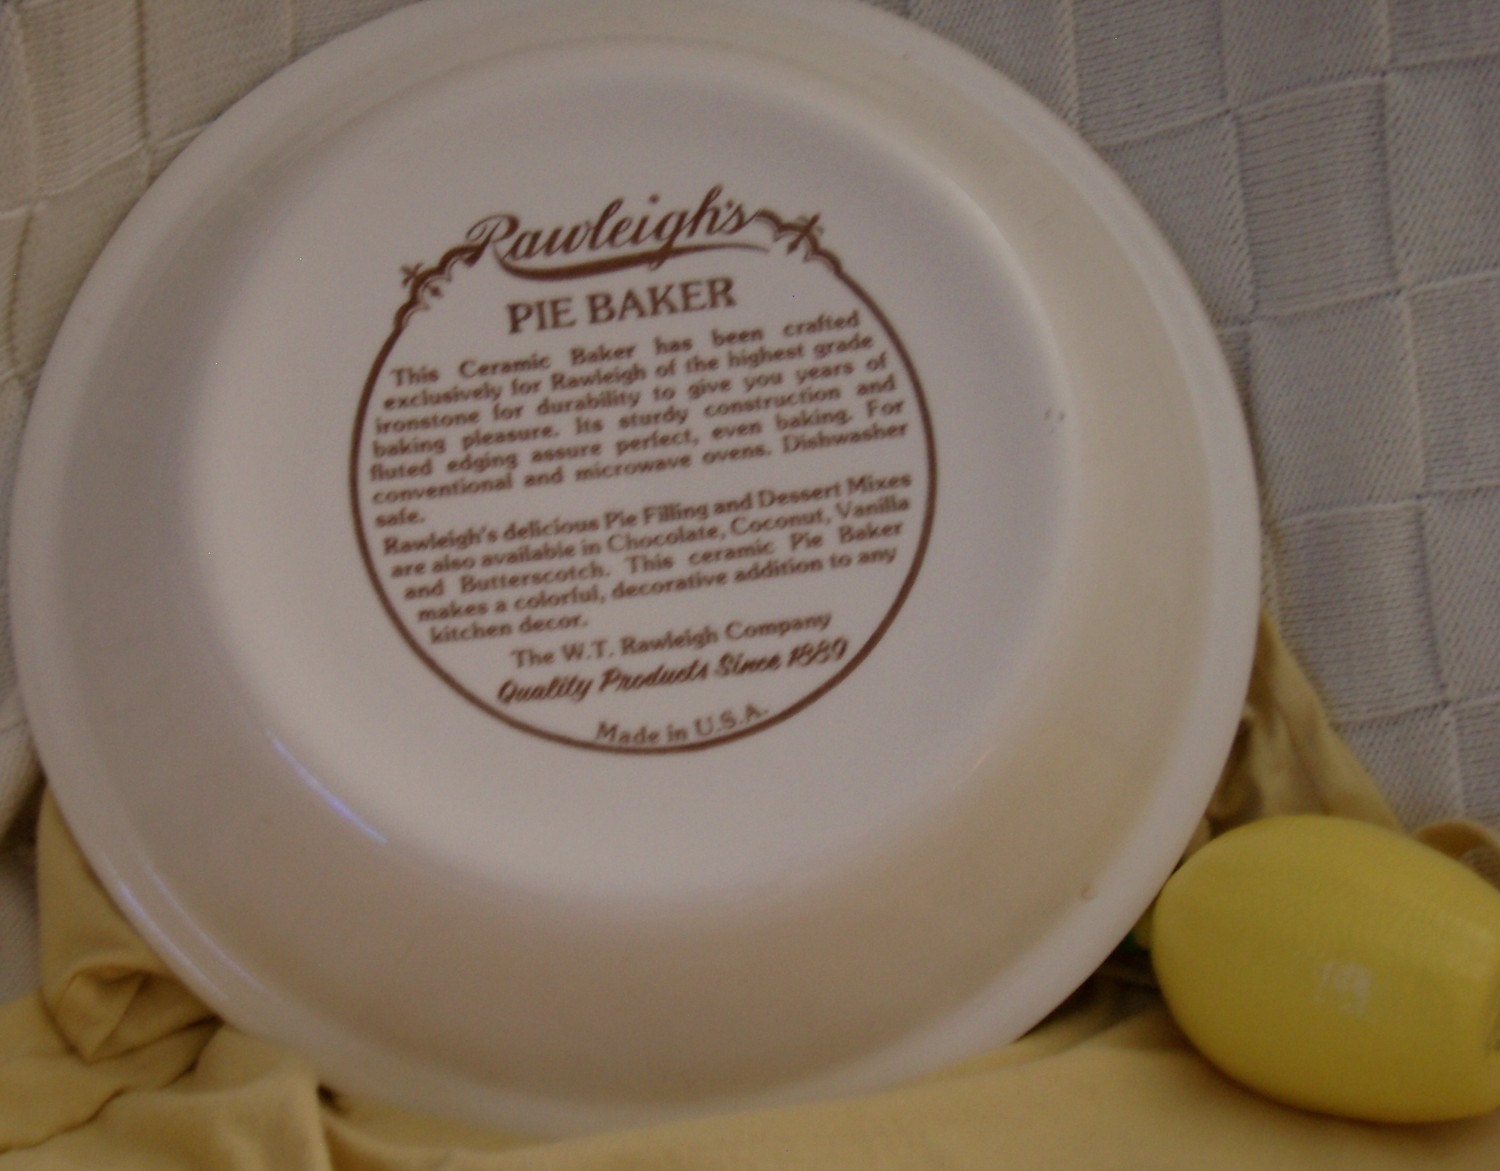 Rawleigh's
PIE BAKER
This Ceramic Baker has been crafted
exclusively for Rawleigh of the highest grade
ironstone for durability to give you years of
baking pleasure. Its sturdy construction and
fluted edging assure perfect, even baking. For
conventional and microwave ovens. Dishwasher
safe.
Rawleigh's delicious Pie Filling and Dessert Mixes
are also available in Chocolate, Coconut, Vanilla
and Butterscotch. This ceramic Pie Baker
makes a colorful, decorative addition to any
kitchen decor.
The W.T. Rawleigh Company
Quality Products Since 1889
Made in U.S.A.